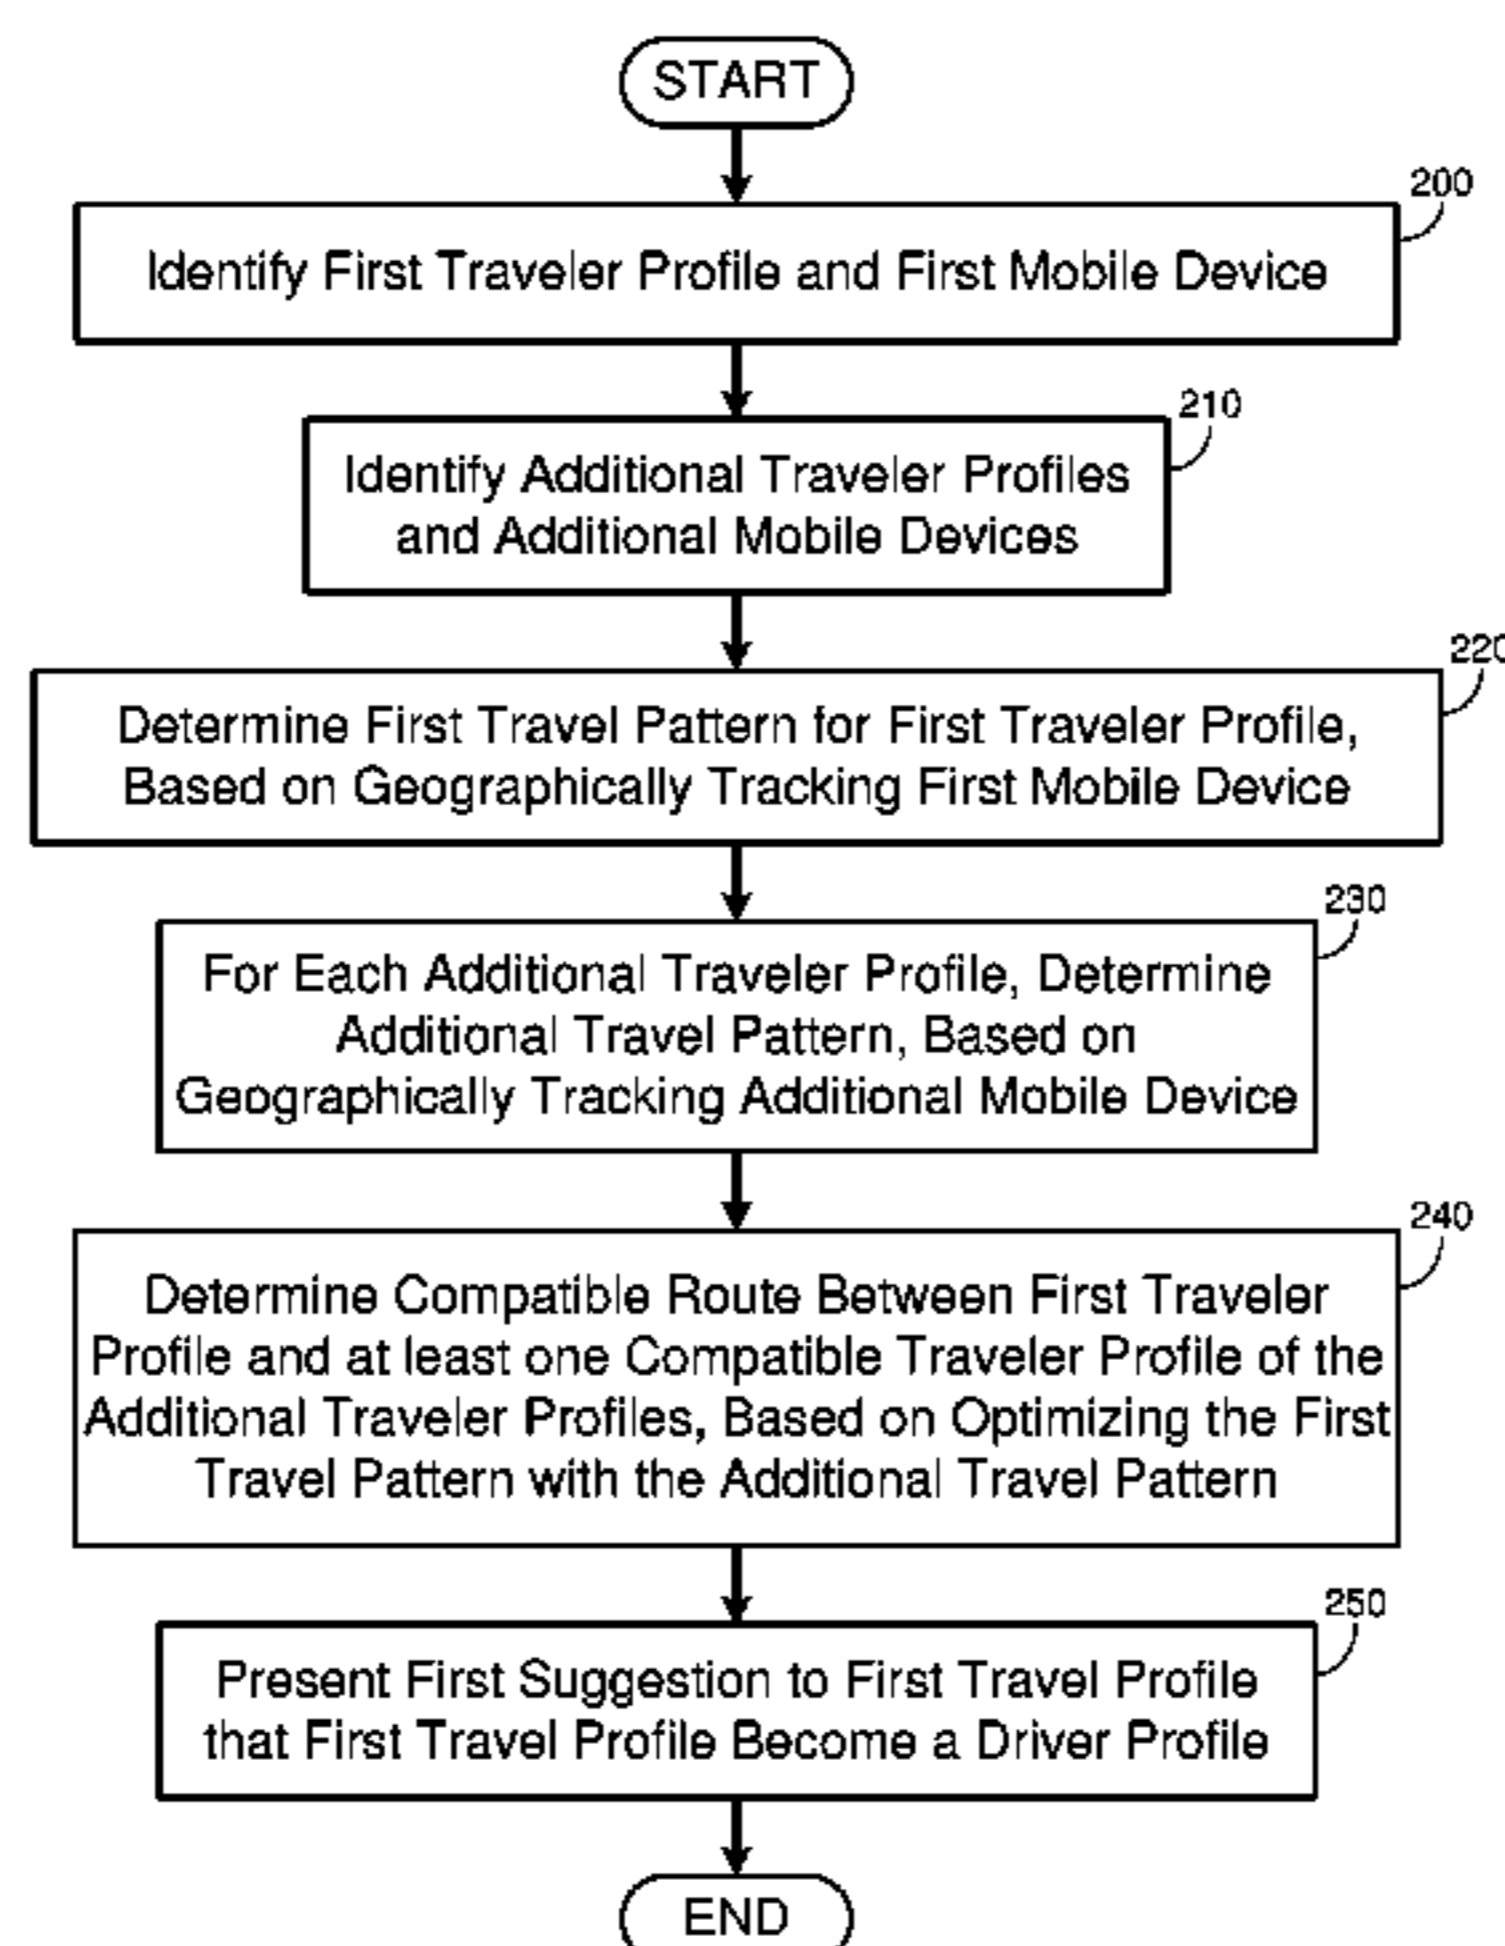 START
200
Identify First Traveler Profile and First Mobile Device
210
Identify Additional Traveler Profiles
and Additional Mobile Devices
220
Determine First Travel Pattern for First Traveler Profile,
Based on Geographically Tracking First Mobile Device
230
For Each Additional Traveler Profile, Determine
Additional Travel Pattern, Based on
Geographically Tracking Additional Mobile Device
240
Determine Compatible Route Between First Traveler
Profile and at least one Compatible Traveler Profile of the
Additional Traveler Profiles, Based on Optimizing the First
Travel Pattern with the Additional Travel Pattern
250
Present First Suggestion to First Travel Profile
that First Travel Profile Become a Driver Profile
END